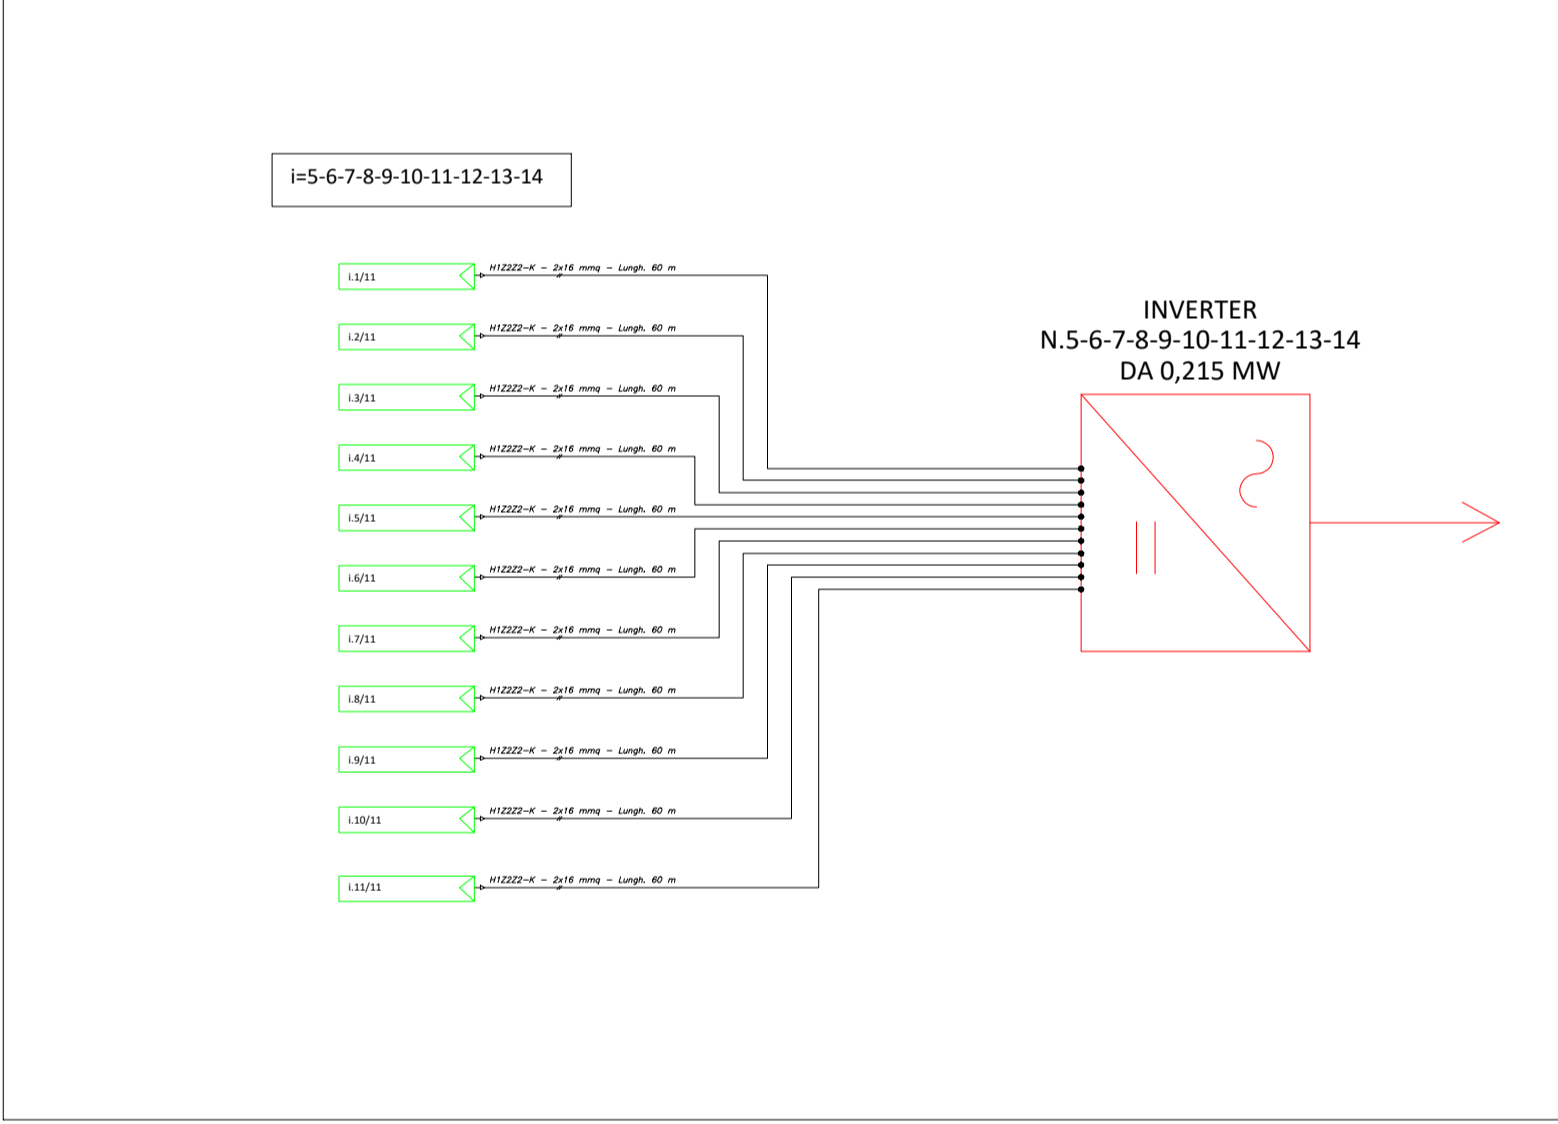 i=5-6-7-8-9-10-11-12-13-14
i.1/11
H1Z2Z2-K - 2x16 mmq - Lungh. 60 m
i.2/11
H1Z2Z2-K - 2x16 mmq - Lungh. 60 m
i.3/11
H1Z2Z2-K - 2x16 mmq - Lungh. 60 m
i.4/11
H1Z2Z2-K - 2x16 mmq - Lungh. 60 m
i.5/11
H1Z2Z2-K - 2x16 mmq - Lungh. 60 m
i.6/11
H1Z2Z2-K - 2x16 mmq - Lungh. 60 m
i.7/11
H1Z2Z2-K - 2x16 mmq - Lungh. 60 m
i.8/11
H1Z2Z2-K - 2x16 mmq - Lungh. 60 m
i.9/11
H1Z2Z2-K - 2x16 mmq - Lungh. 60 m
i.10/11
H1Z2Z2-K - 2x16 mmq - Lungh. 60 m
i.11/11
H1Z2Z2-K - 2x16 mmq - Lungh. 60 m
INVERTER
N.5-6-7-8-9-10-11-12-13-14
DA 0,215 MW